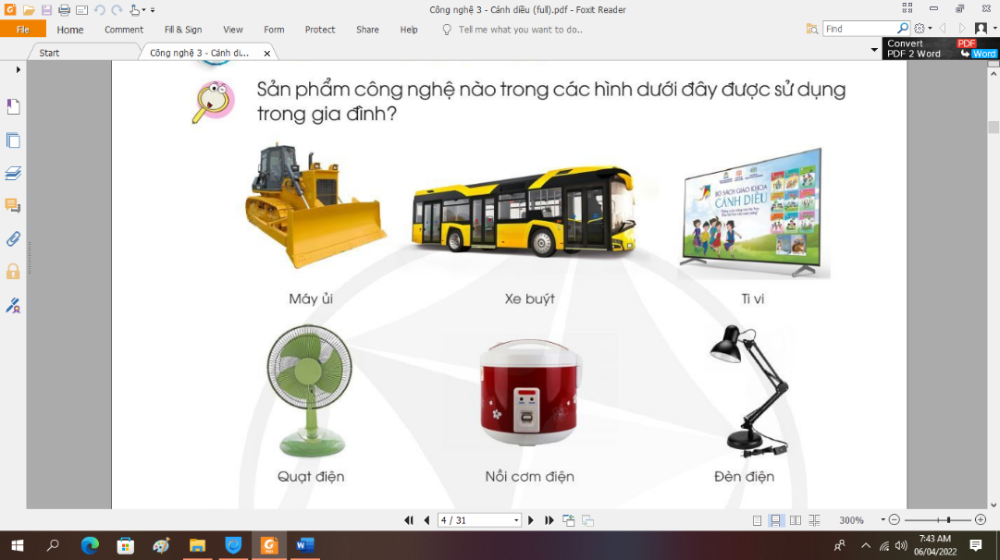 Công nghệ 3 - Cánh diều (full).pdf - Foxit Reader
File Home Comment Fill & Sign View Form Protect Share Help Tell me what you want to do.. Find
Start Công nghệ 3 - Cánh di... x
Convert PDF
PDF 2 Word Word
Sản phẩm công nghệ nào trong các hình dưới đây được sử dụng
trong gia đình?
BỘ SÁCH GIÁO KHOA
CÁNH DIỀU
Máy ủi Xe buýt Ti vi
Quạt điện Nồi cơm điện Đèn điện
4 / 31 300%
7:43 AM
06/04/2022